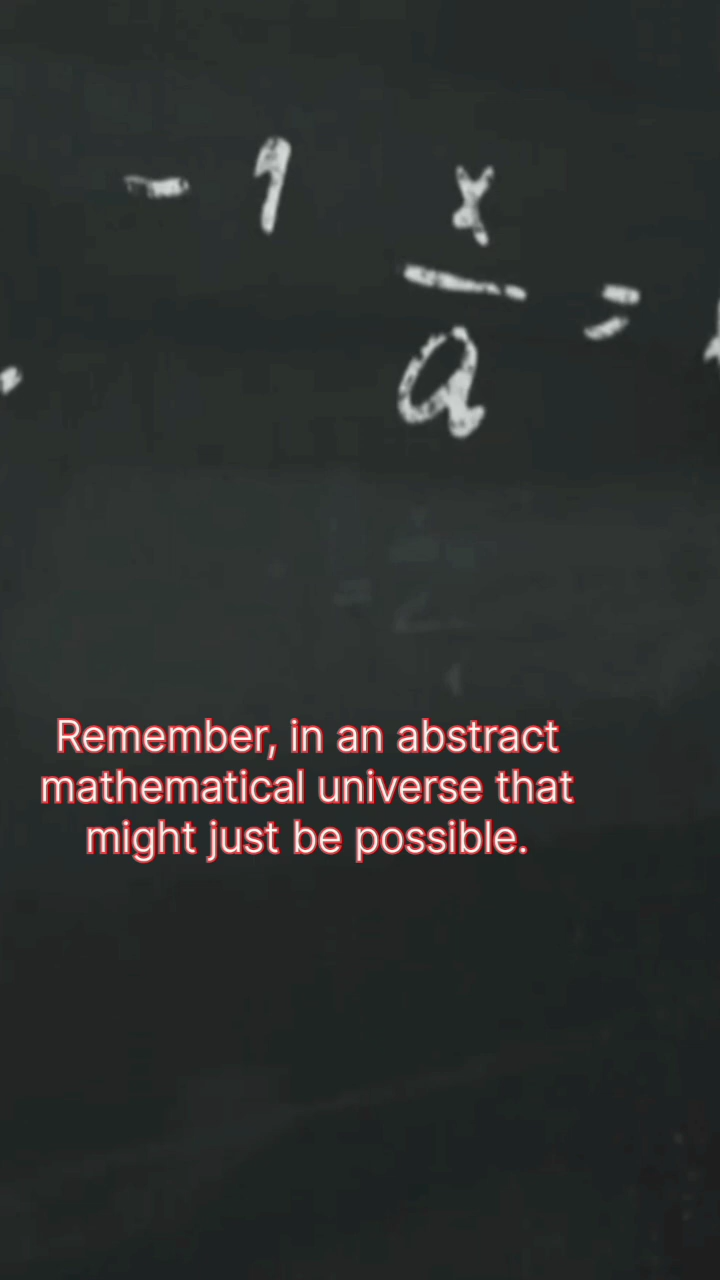 - 1 x
a =
Remember, in an abstract
mathematical universe that
might just be possible.